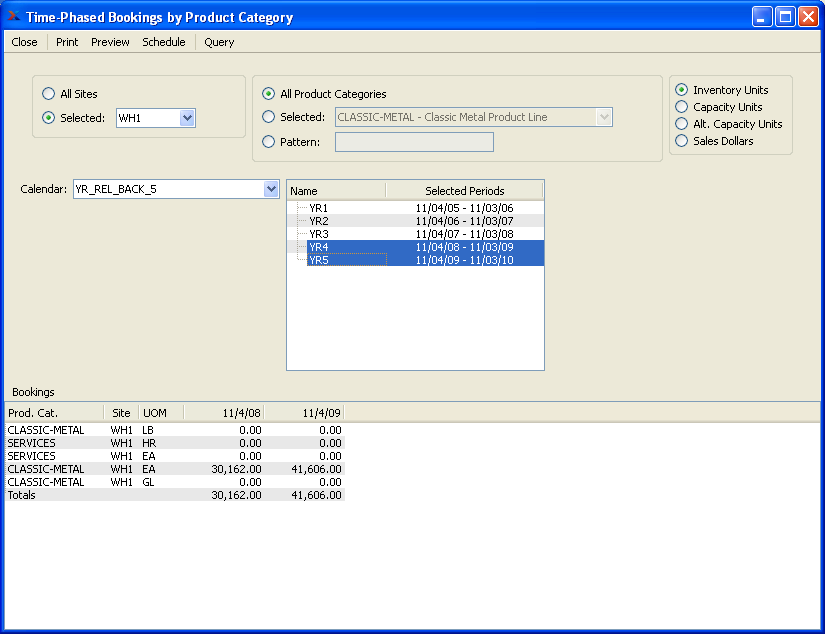 Time-Phased Bookings by Product Category
Close Print Preview Schedule Query
All Sites
Selected: WH1
All Product Categories
Selected: CLASSIC-METAL - Classic Metal Product Line
Pattern:
Inventory Units
Capacity Units
Alt. Capacity Units
Sales Dollars
Calendar: YR_REL_BACK_5
Name Selected Periods
YR1 11/04/05 - 11/03/06
YR2 11/04/06 - 11/03/07
YR3 11/04/07 - 11/03/08
YR4 11/04/08 - 11/03/09
YR5 11/04/09 - 11/03/10
Bookings
Prod. Cat. Site UOM 11/4/08 11/4/09
CLASSIC-METAL WH1 LB 0.00 0.00
SERVICES WH1 HR 0.00 0.00
SERVICES WH1 EA 0.00 0.00
CLASSIC-METAL WH1 EA 30,162.00 41,606.00
CLASSIC-METAL WH1 GL 0.00 0.00
Totals 30,162.00 41,606.00